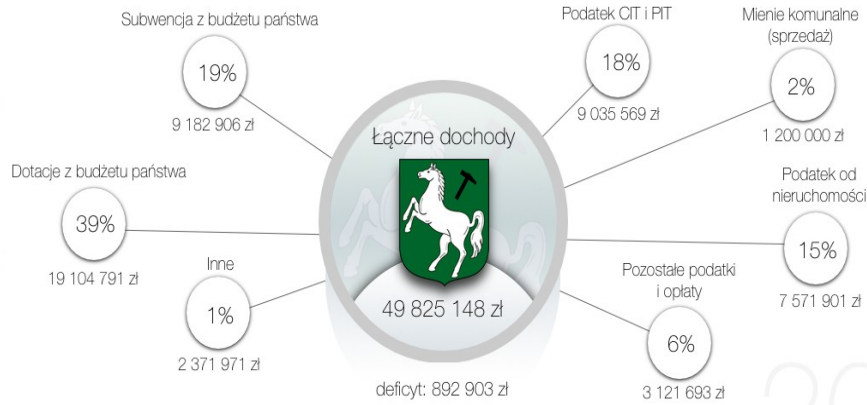 Subwencja z budżetu państwa
19%
9 182 906 zł
Podatek CIT i PIT
18%
9 035 569 zł
Mienie komunalne
(sprzedaż)
2%
1 200 000 zł
Łączne dochody
49 825 148 zł
Dotacje z budżetu państwa
39%
19 104 791 zł
Podatek od
nieruchomości
15%
7 571 901 zł
Inne
1%
2 371 971 zł
Pozostałe podatki
i opłaty
6%
3 121 693 zł
deficyt: 892 903 zł